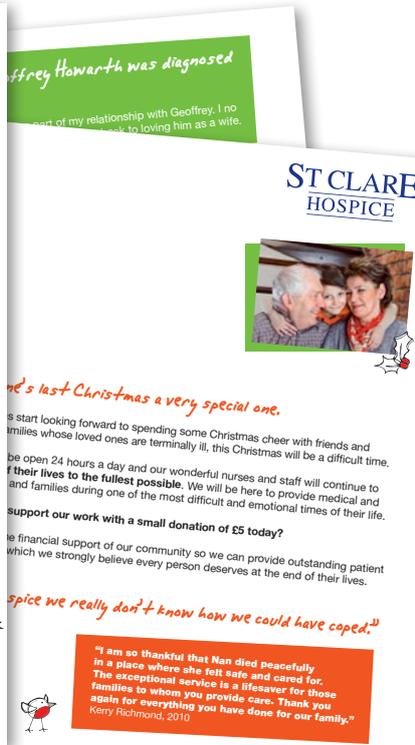 offrey Howarth was diagnosed
part of my relationship with Geoffrey. I no
back to loving him as a wife.
ST CLARE
HOSPICE
me's last Christmas a very special one.
s start looking forward to spending some Christmas cheer with friends and
amilies whose loved ones are terminally ill, this Christmas will be a difficult time.
be open 24 hours a day and our wonderful nurses and staff will continue to
f their lives to the fullest possible. We will be here to provide medical and
and families during one of the most difficult and emotional times of their life.
support our work with a small donation of £5 today?
e financial support of our community so we can provide outstanding patient
which we strongly believe every person deserves at the end of their lives.
spice we really don't know how we could have coped."
"I am so thankful that Nan died peacefully
in a place where she felt safe and cared for.
The exceptional service is a lifesaver for those
families to whom you provide care. Thank you
again for everything you have done for our family."
Kerry Richmond, 2010